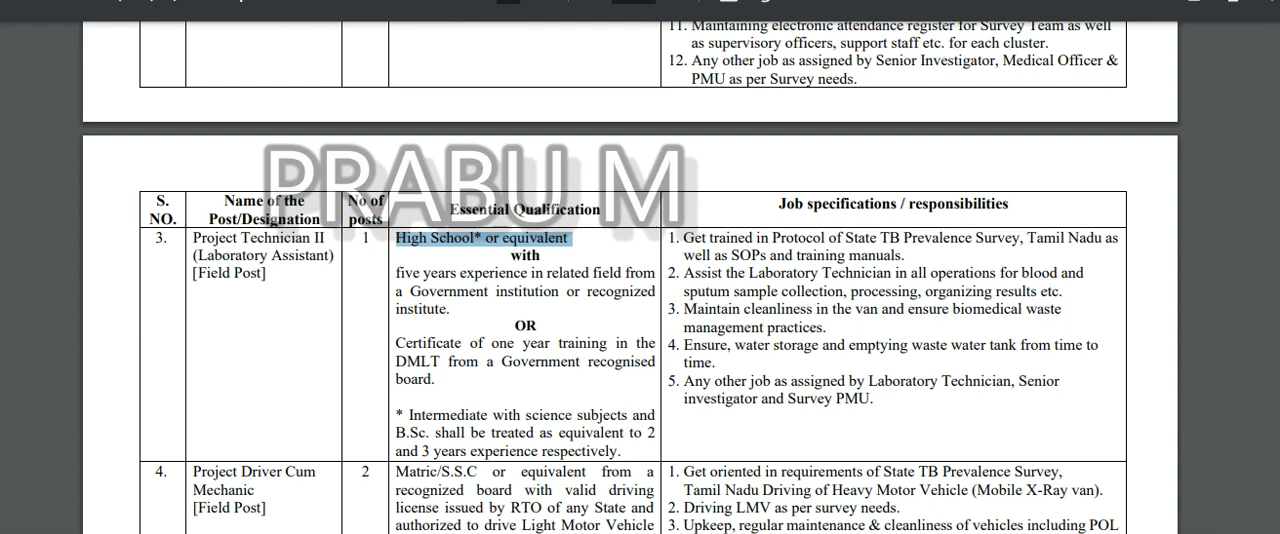 11. Maintaining electronic attendance register for Survey Team as well
as supervisory officers, support staff etc. for each cluster.
12. Any other job as assigned by Senior Investigator, Medical Officer &
PMU as per Survey needs.
PRABU M
S. NO.
Name of the Post/Designation
No of posts
Essential Qualification
Job specifications / responsibilities
3.
Project Technician II
(Laboratory Assistant)
[Field Post]
1
High School* or equivalent
with
five years experience in related field from
a Government institution or recognized
institute.
OR
Certificate of one year training in the
DMLT from a Government recognised
board.
* Intermediate with science subjects and
B.Sc. shall be treated as equivalent to 2
and 3 years experience respectively.
1. Get trained in Protocol of State TB Prevalence Survey, Tamil Nadu as
well as SOPs and training manuals.
2. Assist the Laboratory Technician in all operations for blood and
sputum sample collection, processing, organizing results etc.
3. Maintain cleanliness in the van and ensure biomedical waste
management practices.
4. Ensure, water storage and emptying waste water tank from time to
time.
5. Any other job as assigned by Laboratory Technician, Senior
investigator and Survey PMU.
4.
Project Driver Cum
Mechanic
[Field Post]
2
Matric/S.S.C or equivalent from a
recognized board with valid driving
license issued by RTO of any State and
authorized to drive Light Motor Vehicle
1. Get oriented in requirements of State TB Prevalence Survey,
Tamil Nadu Driving of Heavy Motor Vehicle (Mobile X-Ray van).
2. Driving LMV as per survey needs.
3. Upkeep, regular maintenance & cleanliness of vehicles including POL